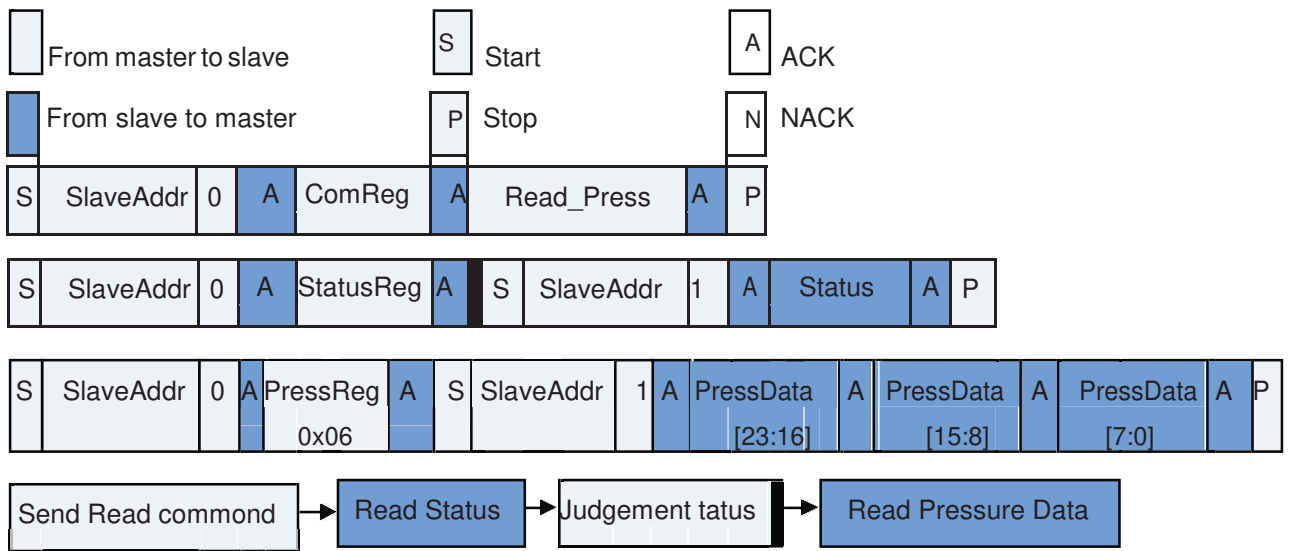 From master to slave S Start A ACK
From slave to master P Stop N NACK
S SlaveAddr 0 A ComReg A Read_Press A P
S SlaveAddr 0 A StatusReg A S SlaveAddr 1 A Status A P
S SlaveAddr 0 A PressReg A S SlaveAddr 1 A PressData A PressData A PressData A P
0x06 [23:16] [15:8] [7:0]
Send Read commond Read Status Judgement tatus Read Pressure Data